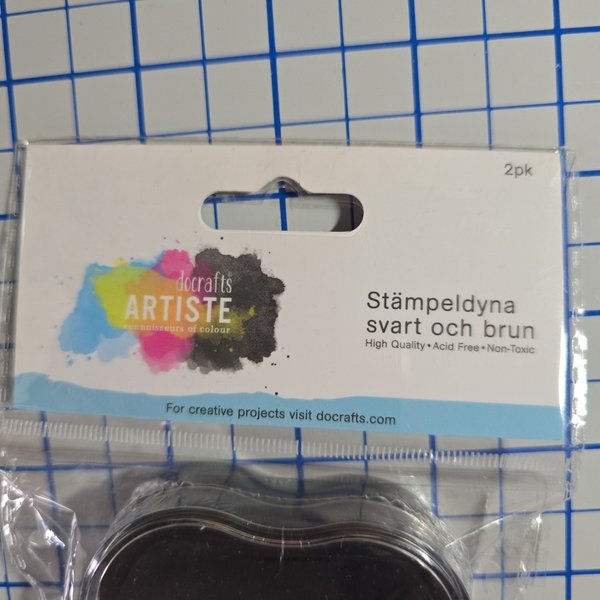 2pk
docrafts®
ARTISTE
connoisseurs of colour
Stämpeldyna
svart och brun
High Quality • Acid Free • Non-Toxic
For creative projects visit docrafts.com